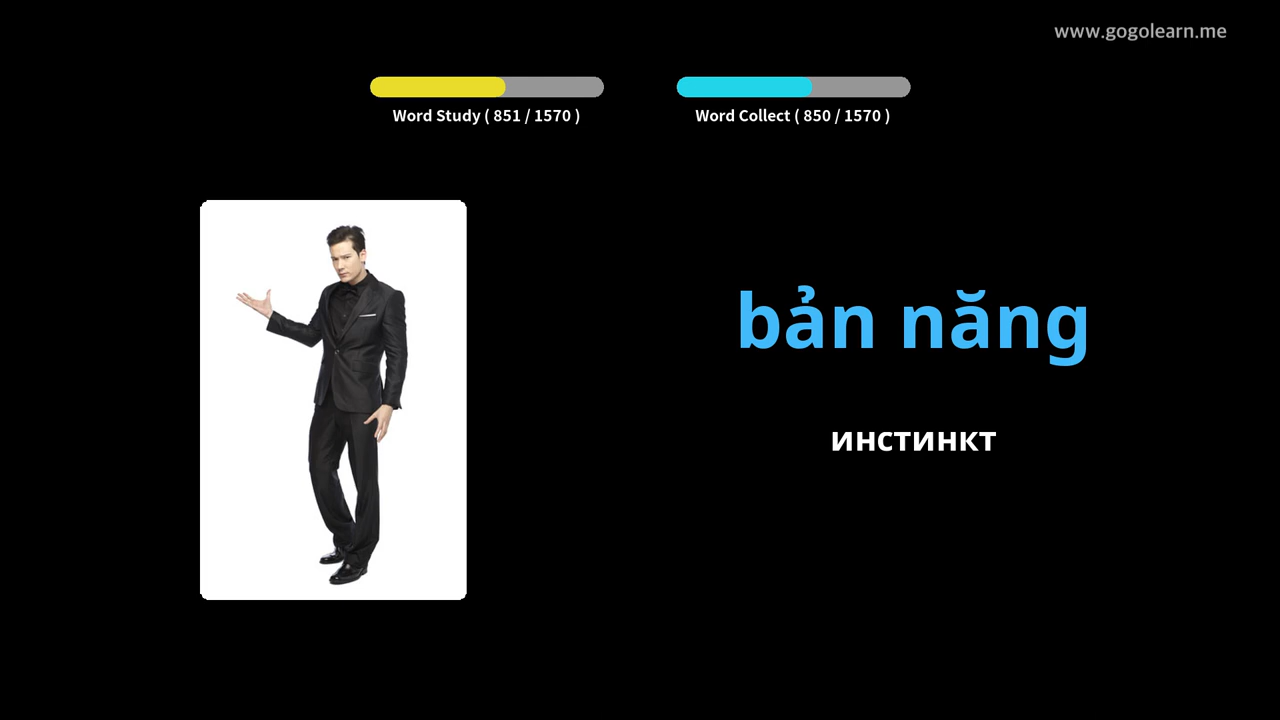 www.gogolearn.me
Word Study ( 851 / 1570 )
Word Collect ( 850 / 1570 )
bản năng
инстинкт